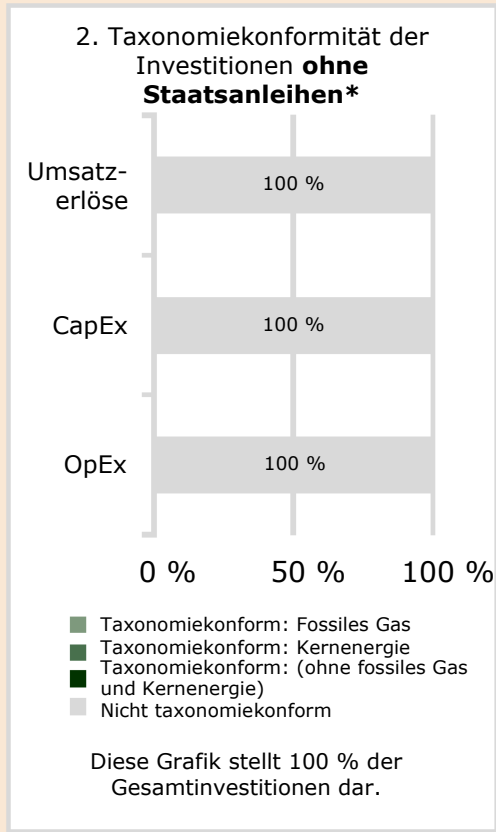 2. Taxonomiekonformität der
Investitionen ohne
Staatsanleihen*
Umsatz-
erlöse
100 %
CapEx
100 %
OpEx
100 %
0 %
50 %
100 %
Taxonomiekonform: Fossiles Gas
Taxonomiekonform: Kernenergie
Taxonomiekonform: (ohne fossiles Gas
und Kernenergie)
Nicht taxonomiekonform
Diese Grafik stellt 100 % der
Gesamtinvestitionen dar.